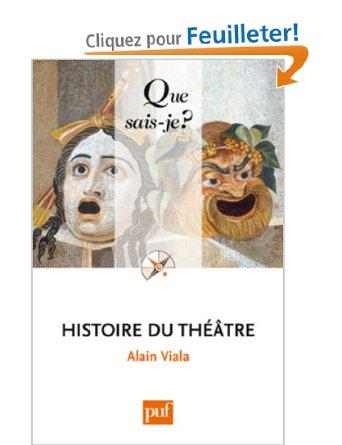 Cliquez pour Feuilleter!
Que
sais-je?
HISTOIRE DU THÉÂTRE
Alain Viala
puf